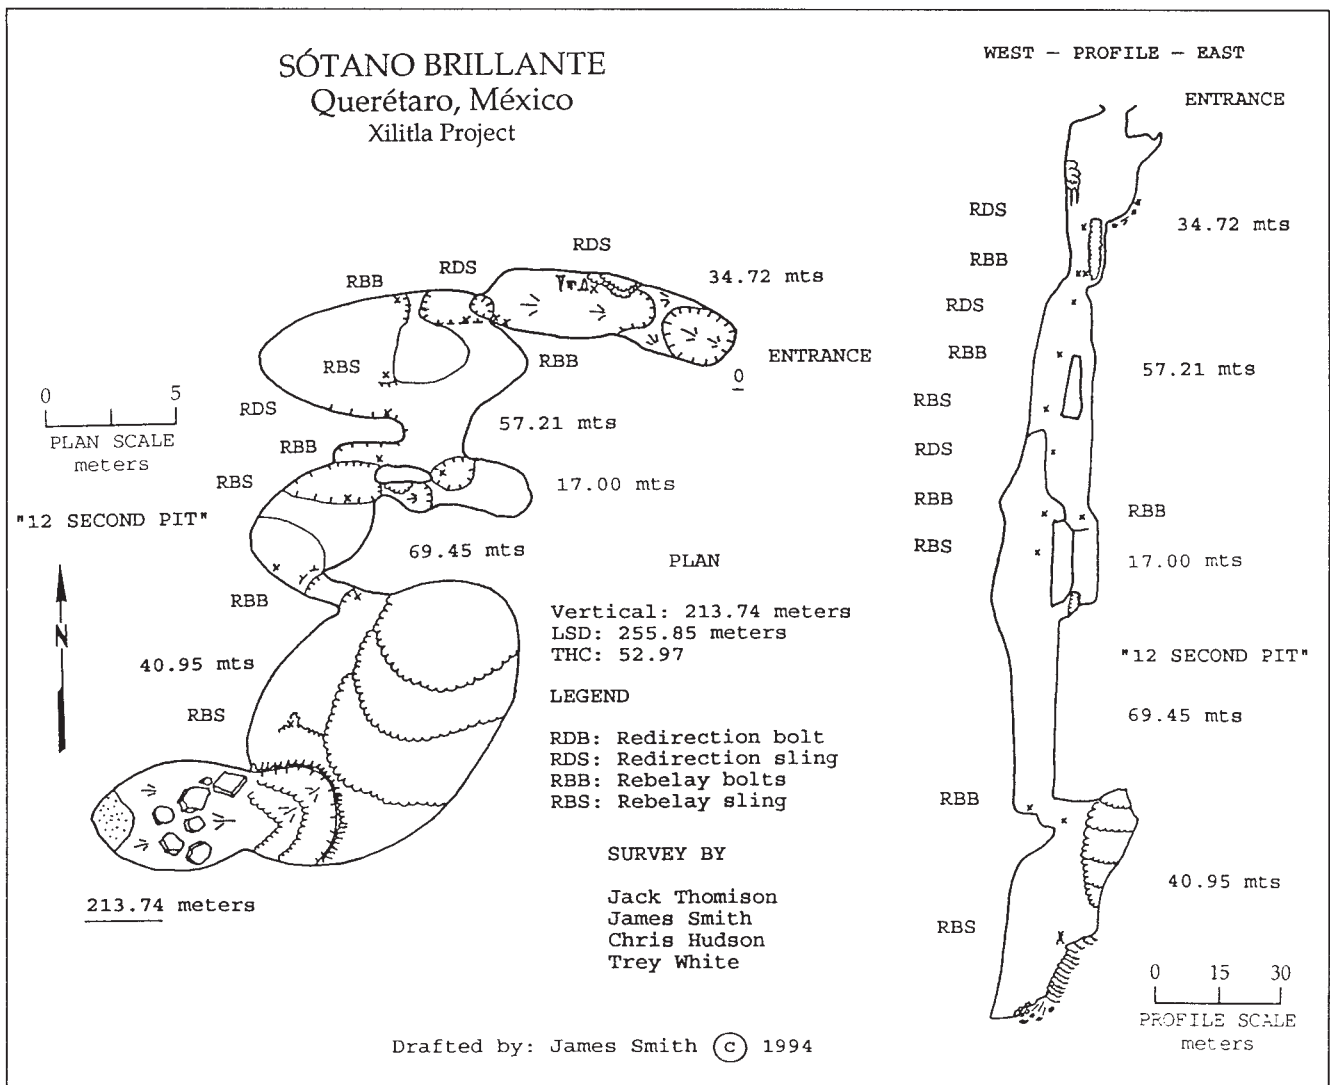 SÓTANO BRILLANTE
Querétaro, México
Xilitla Project
WEST – PROFILE – EAST
ENTRANCE
RDS
34.72 mts
RBB
RDS
RBB
57.21 mts
RBS
RDS
RBB
RBB
RBS
17.00 mts
"12 SECOND PIT"
69.45 mts
RBB
40.95 mts
RBS
0 15 30
PROFILE SCALE
meters
RDS
RBB
RDS
34.72 mts
RBS
RBB
ENTRANCE
0
0 5
PLAN SCALE
meters
RDS
57.21 mts
RBB
RBS
17.00 mts
"12 SECOND PIT"
69.45 mts
N
RBB
40.95 mts
RBS
213.74 meters
PLAN
Vertical: 213.74 meters
LSD: 255.85 meters
THC: 52.97
LEGEND
RDB: Redirection bolt
RDS: Redirection sling
RBB: Rebelay bolts
RBS: Rebelay sling
SURVEY BY
Jack Thomison
James Smith
Chris Hudson
Trey White
Drafted by: James Smith © 1994